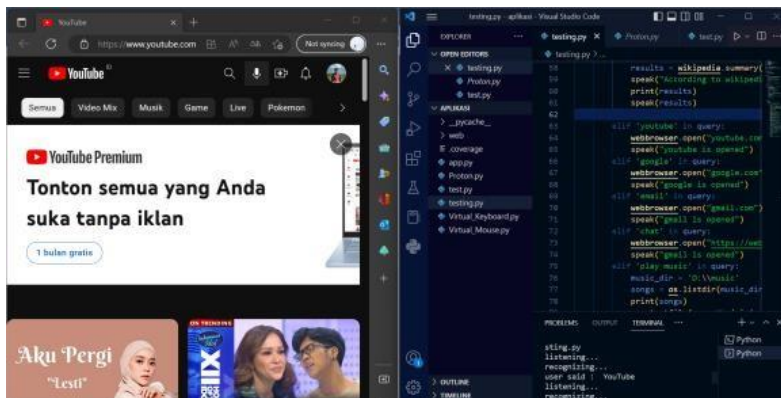 YouTube
https://www.youtube.com
Not syncing
YouTube
Semua
Video Mix
Musik
Game
Live
Pokemon
YouTube Premium
Tonton semua yang Anda
suka tanpa iklan
1 bulan gratis
Aku Pergi
"Lesti"
ON TRENDING
testing.py - aplikasi - Visual Studio Code
EXPLORER
testing.py
Proton.py
test.py
testing.py > ...
OPEN EDITORS
testing.py
Proton.py
test.py
APLIKASI
__pycache__
web
.coverage
app.py
Proton.py
test.py
testing.py
Virtual_Keyboard.py
Virtual_Mouse.py
OUTLINE
TIMELINE
58 results = wikipedia.summary(
59 speak("According to wikipedi
60 print(results)
61 speak(results)
62
63 elif 'youtube' in query:
64 webbrowser.open("youtube.com
65 speak("youtube is opened")
66 elif 'google' in query:
67 webbrowser.open("google.com"
68 speak("google is opened")
69 elif 'email' in query:
70 webbrowser.open("gmail.com")
71 speak("gmail is opened")
72 elif 'chat' in query:
73 webbrowser.open("https://web
74 speak("gmail is opened")
75 elif 'play music' in query:
76 music_dir = 'D:\\music'
77 songs = os.listdir(music_dir
78 print(songs)
PROBLEMS
OUTPUT
TERMINAL
Python
Python
sting.py
listening...
recognizing...
user said : YouTube
listening...
recognizing...